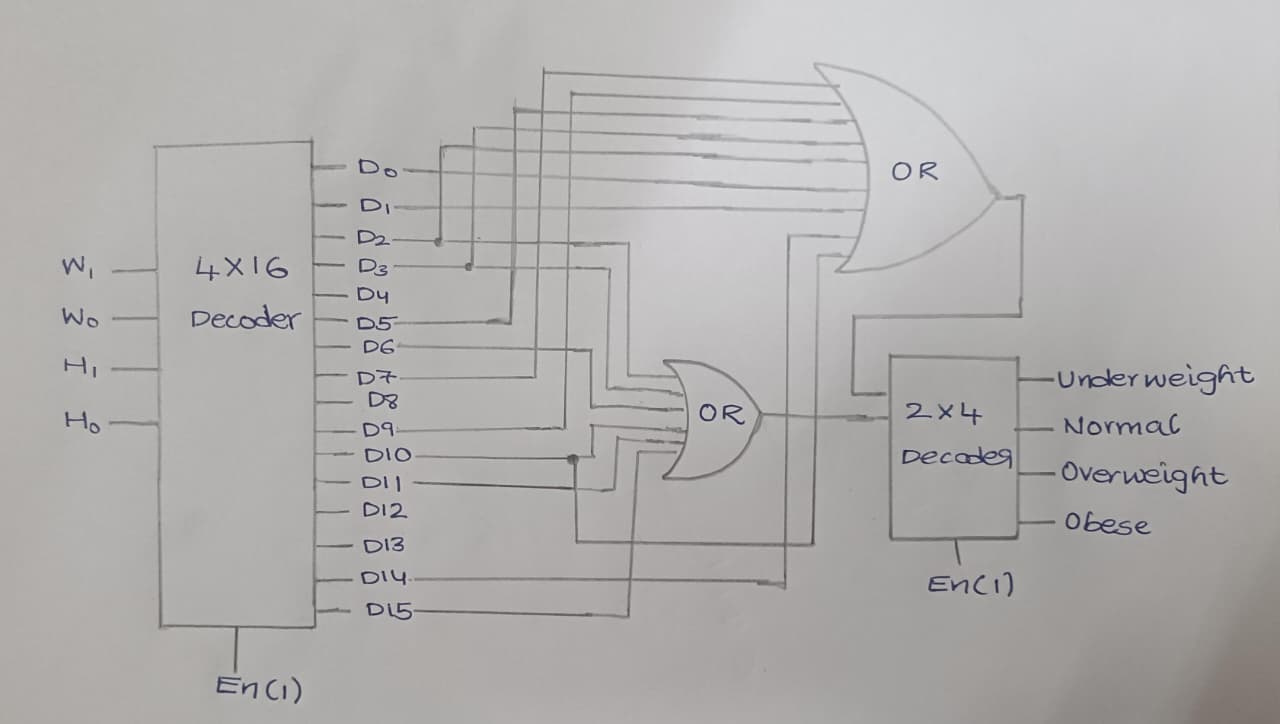 W1
W0
H1
H0
4X16
Decoder
En(1)
D0
D1
D2
D3
D4
D5
D6
D7
D8
D9
D10
D11
D12
D13
D14
D15
OR
OR
2X4
Decoder
En(1)
Underweight
Normal
Overweight
Obese